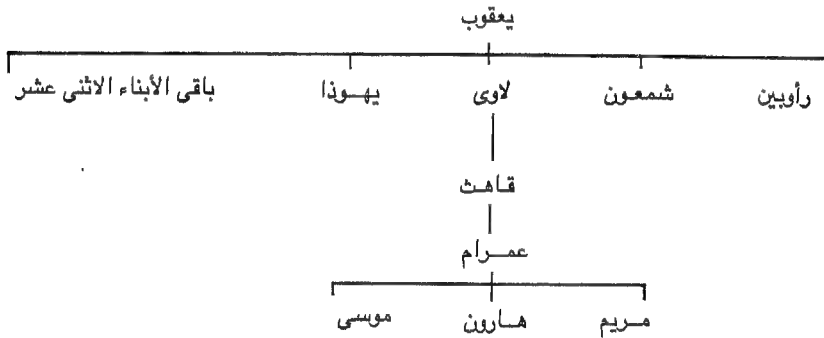 يعقوب
رأوبين شمعون لاوى يهوذا باقى الأبناء الاثنى عشر
قاهث
عمرام
مريم هارون موسى